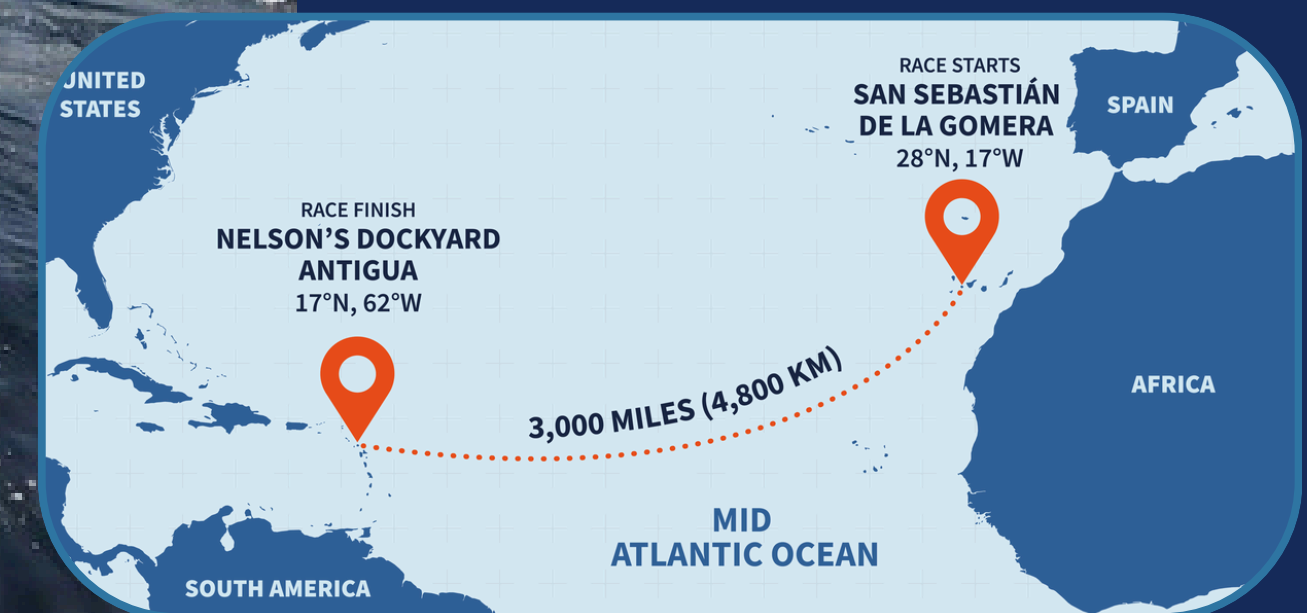 UNITED
STATES
RACE STARTS
SAN SEBASTIÁN
DE LA GOMERA
28°N, 17°W
SPAIN
RACE FINISH
NELSON’S DOCKYARD
ANTIGUA
17°N, 62°W
3,000 MILES (4,800 KM)
AFRICA
MID
ATLANTIC OCEAN
SOUTH AMERICA